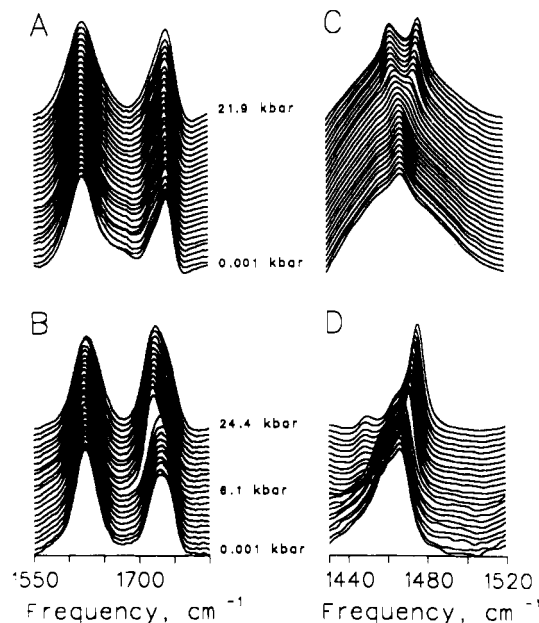 A
C
21.9 kbar
0.001 kbar
B
D
24.4 kbar
6.1 kbar
0.001 kbar
1550 1700 1440 1480 1520
Frequency, cm -1 Frequency, cm -1